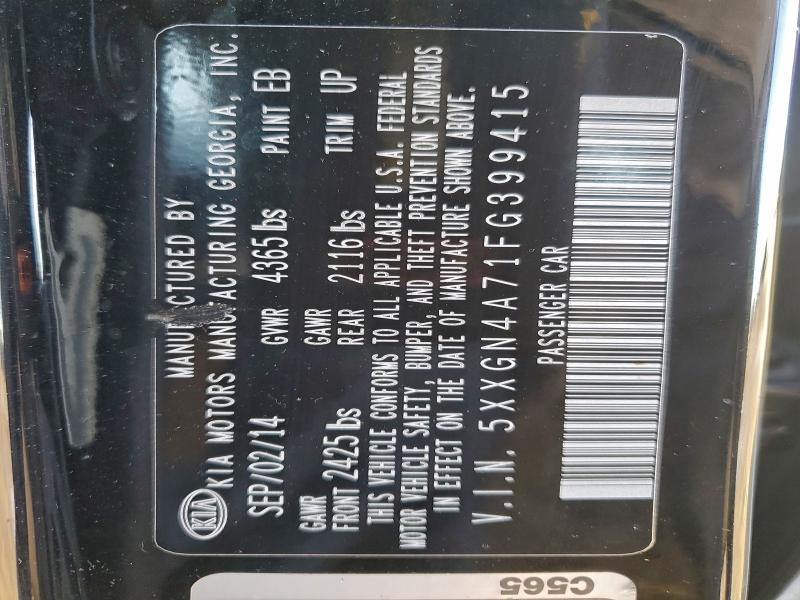 MANUFACTURED BY
KIA KIA MOTORS MANUFACTURING GEORGIA, INC.
SEP/02/14 GVWR 4365 lbs PAINT EB
GAWR GAWR
FRONT 2425 lbs REAR 2116 lbs TRIM UP
THIS VEHICLE CONFORMS TO ALL APPLICABLE U.S.A. FEDERAL
MOTOR VEHICLE SAFETY, BUMPER, AND THEFT PREVENTION STANDARDS
IN EFFECT ON THE DATE OF MANUFACTURE SHOWN ABOVE.
V.I.N. 5XXGN4A71FG399415
PASSENGER CAR
C565